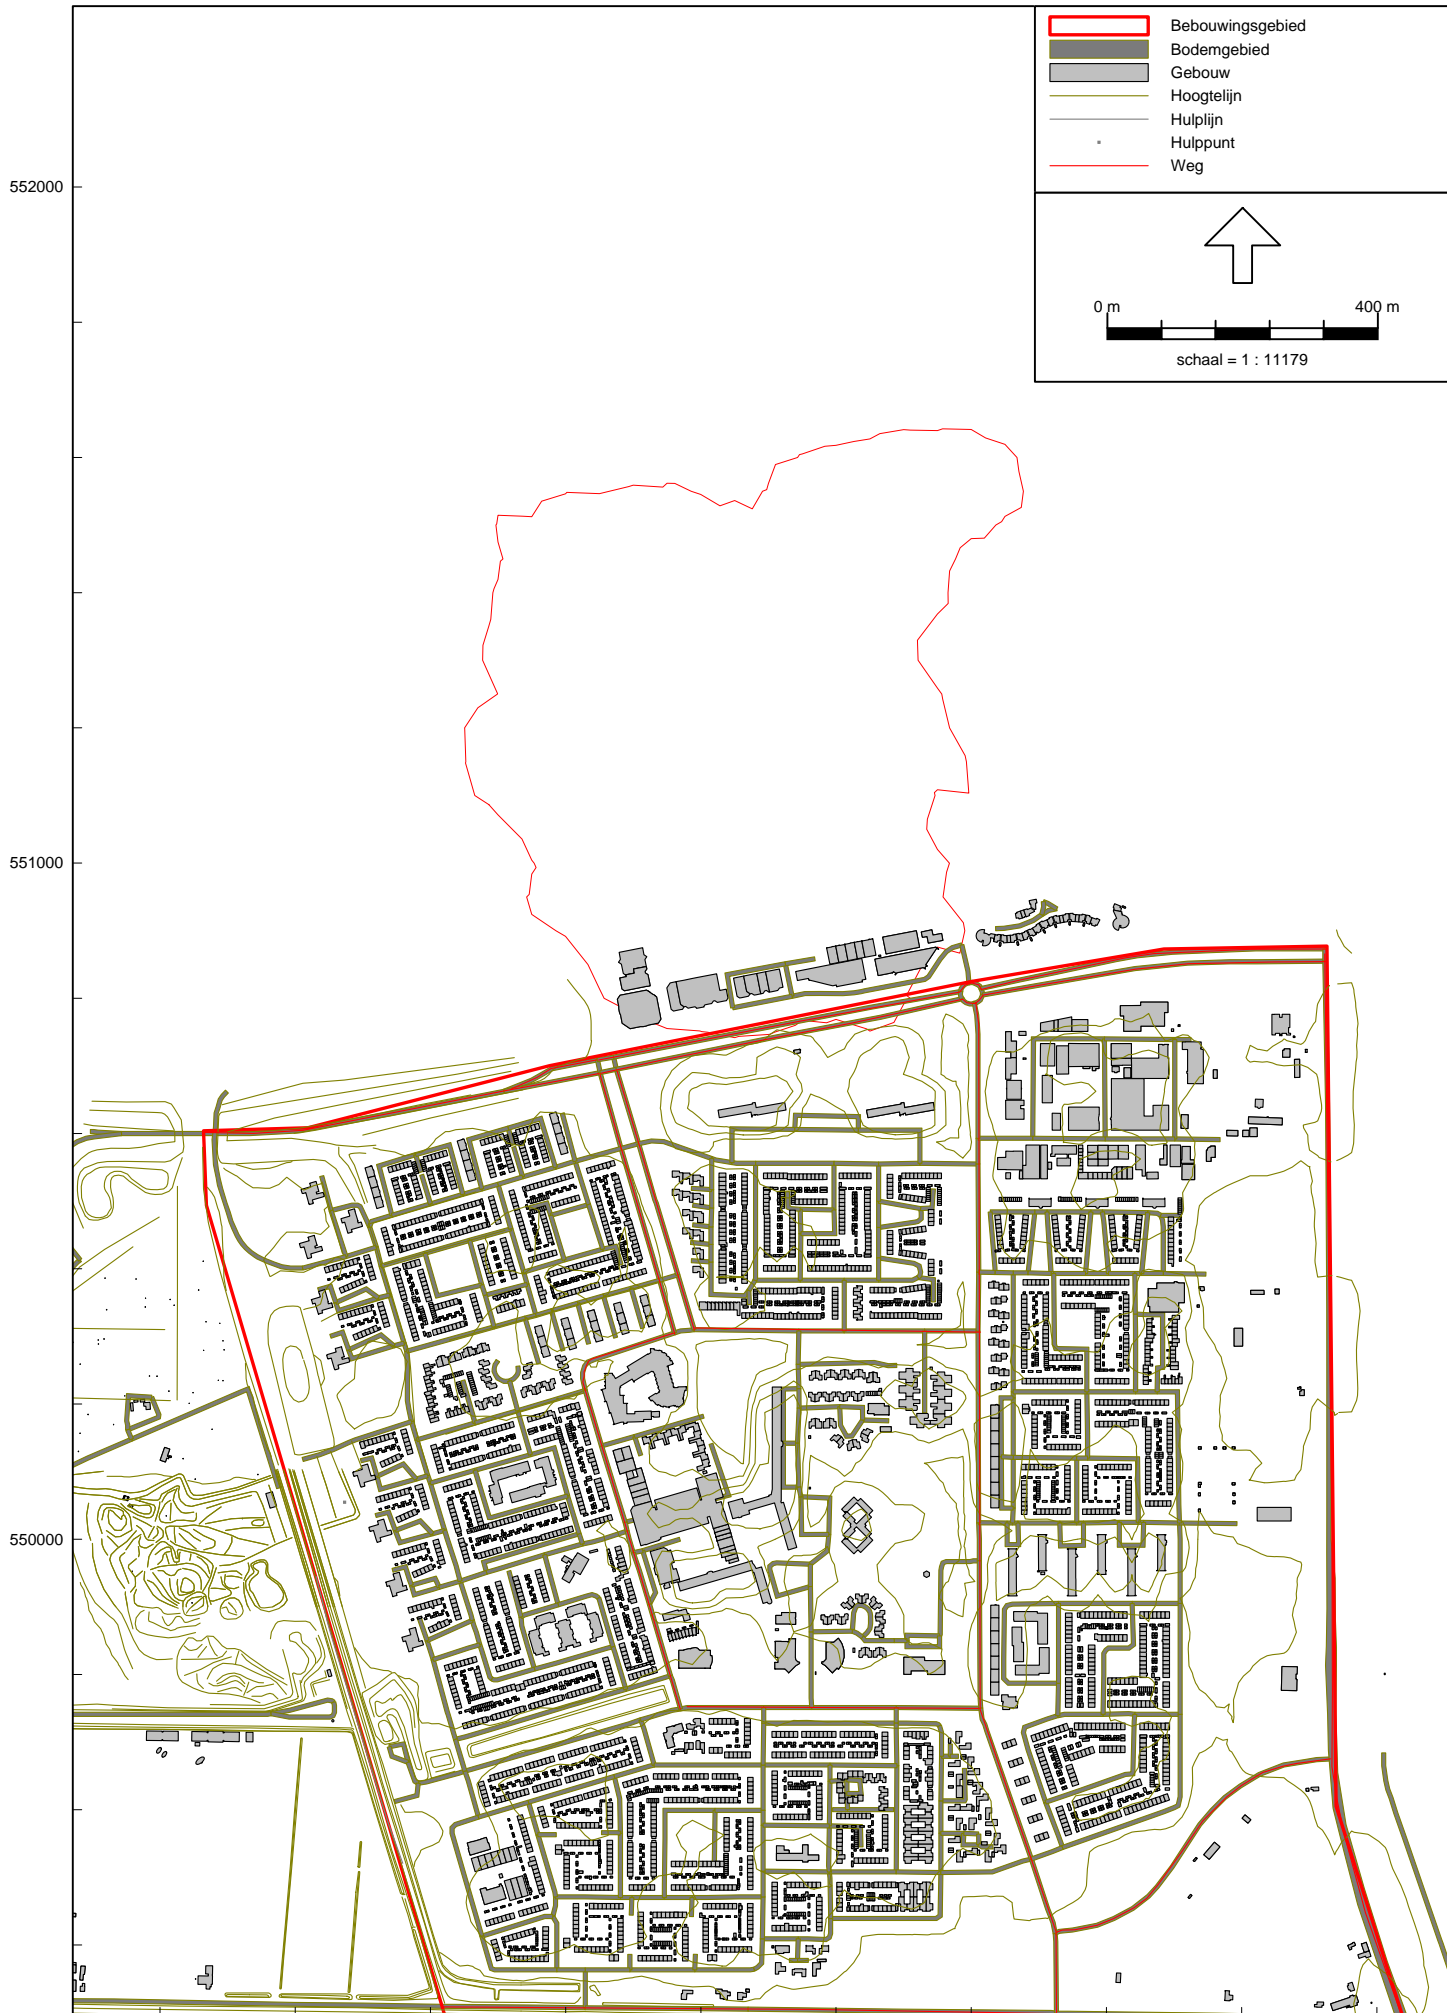 Bebouwingsgebied
Bodemgebied
Gebouw
Hoogtelijn
Hulplijn
Hulppunt
Weg
552000
0 m 400 m
schaal = 1 : 11179
551000
550000